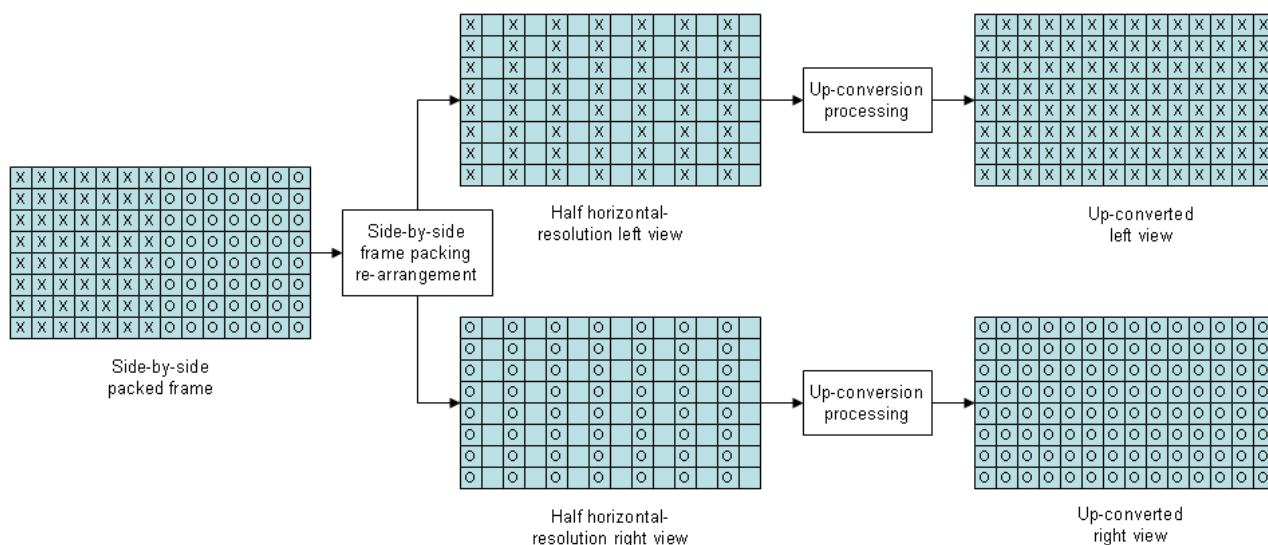 X X X X X X X O O O O O O O
X X X X X X X O O O O O O O
X X X X X X X O O O O O O O
X X X X X X X O O O O O O O
X X X X X X X O O O O O O O
X X X X X X X O O O O O O O
X X X X X X X O O O O O O O
X X X X X X X O O O O O O O
Side-by-side
packed frame
Side-by-side
frame packing
re-arrangement
X X X X X X X
X X X X X X X
X X X X X X X
X X X X X X X
X X X X X X X
X X X X X X X
X X X X X X X
X X X X X X X
Half horizontal-
resolution left view
Up-conversion
processing
X X X X X X X X X X X X X X
X X X X X X X X X X X X X X
X X X X X X X X X X X X X X
X X X X X X X X X X X X X X
X X X X X X X X X X X X X X
X X X X X X X X X X X X X X
X X X X X X X X X X X X X X
X X X X X X X X X X X X X X
Up-converted
left view
O O O O O O O
O O O O O O O
O O O O O O O
O O O O O O O
O O O O O O O
O O O O O O O
O O O O O O O
O O O O O O O
Half horizontal-
resolution right view
Up-conversion
processing
O O O O O O O O O O O O O O
O O O O O O O O O O O O O O
O O O O O O O O O O O O O O
O O O O O O O O O O O O O O
O O O O O O O O O O O O O O
O O O O O O O O O O O O O O
O O O O O O O O O O O O O O
O O O O O O O O O O O O O O
Up-converted
right view